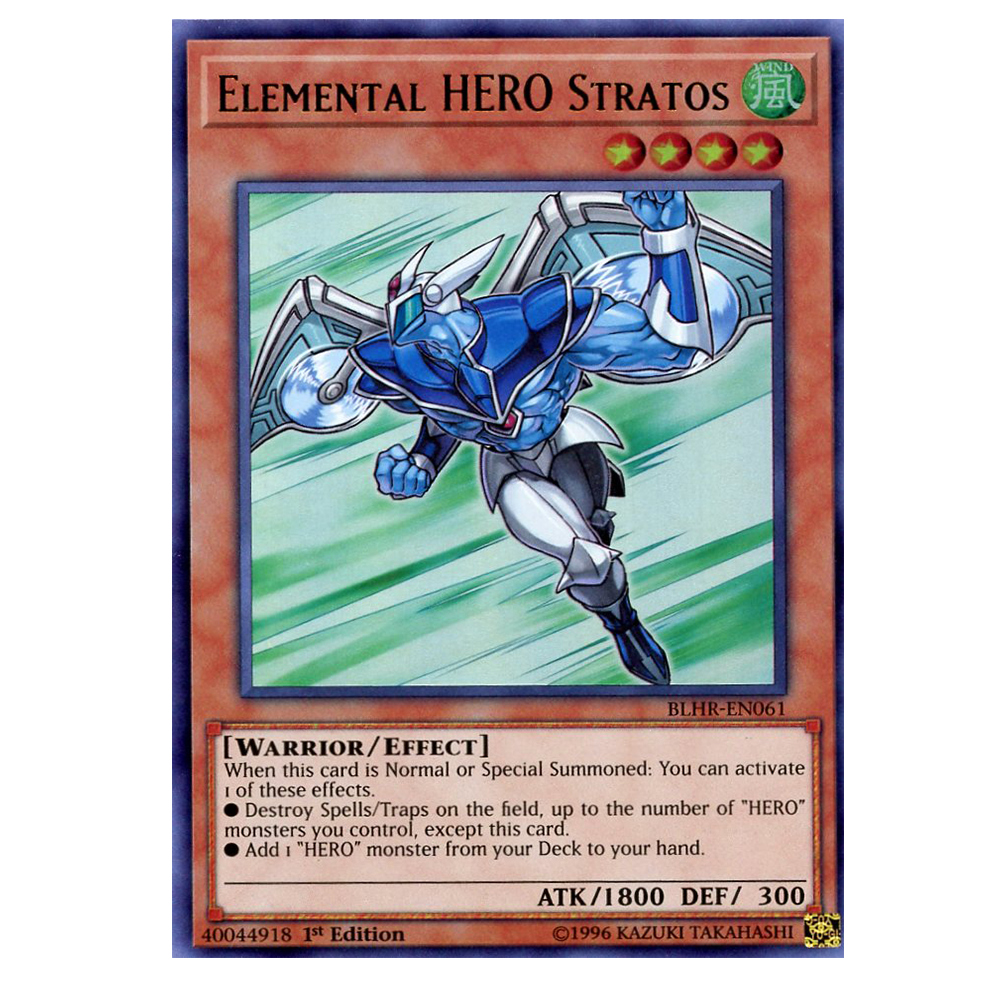 ELEMENTAL HERO STRATOS
WIND
風
BLHR-EN061
[WARRIOR/EFFECT]
When this card is Normal or Special Summoned: You can activate
1 of these effects.
● Destroy Spells/Traps on the field, up to the number of "HERO"
monsters you control, except this card.
● Add 1 "HERO" monster from your Deck to your hand.
ATK/1800 DEF/ 300
40044918 1st Edition ©1996 KAZUKI TAKAHASHI